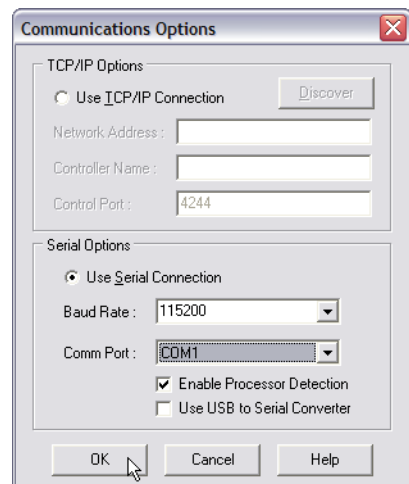 Communications Options
TCP/IP Options
Use TCP/IP Connection
Discover
Network Address :
Controller Name :
Control Port :
4244
Serial Options
Use Serial Connection
Baud Rate :
115200
Comm Port :
COM1
Enable Processor Detection
Use USB to Serial Converter
OK
Cancel
Help